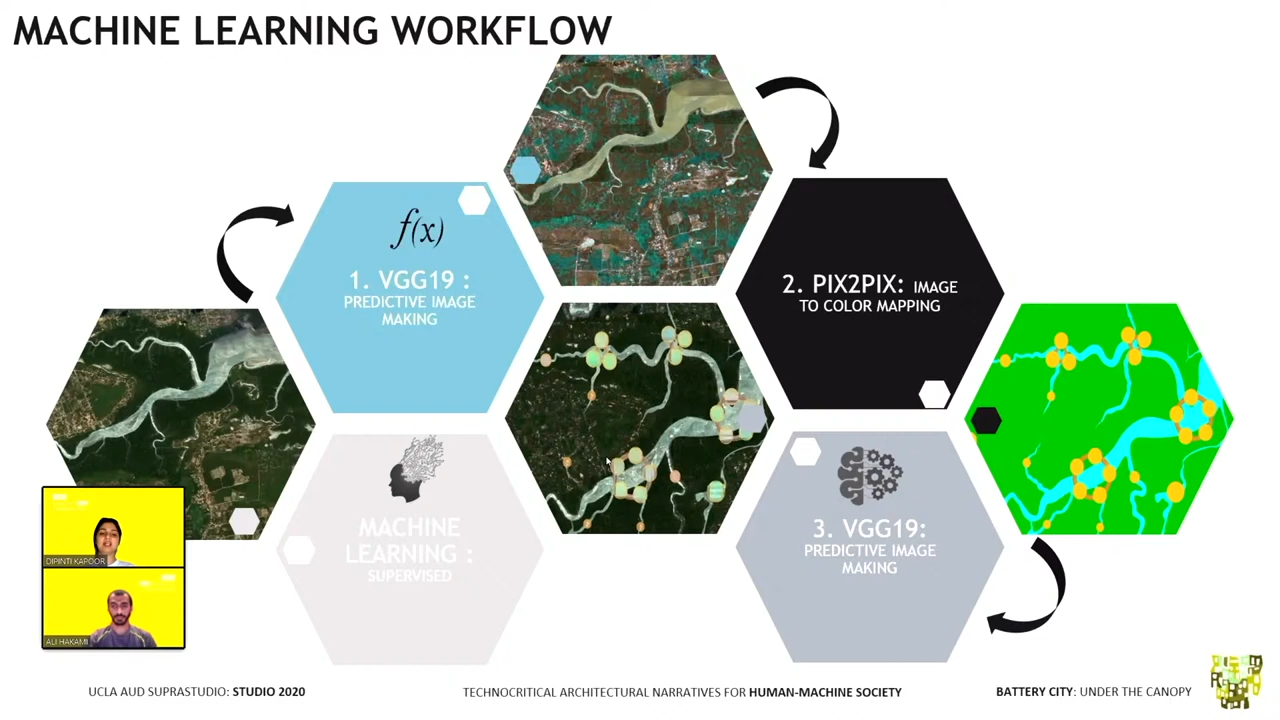 MACHINE LEARNING WORKFLOW
f(x)
1. VGG19 :
PREDICTIVE IMAGE
MAKING
2. PIX2PIX: IMAGE
TO COLOR MAPPING
MACHINE
LEARNING :
SUPERVISED
3. VGG19:
PREDICTIVE IMAGE
MAKING
DIPINTI KAPOOR
ALI HAKAMI
UCLA AUD SUPRASTUDIO: STUDIO 2020
TECHNOCRITICAL ARCHITECTURAL NARRATIVES FOR HUMAN-MACHINE SOCIETY
BATTERY CITY: UNDER THE CANOPY